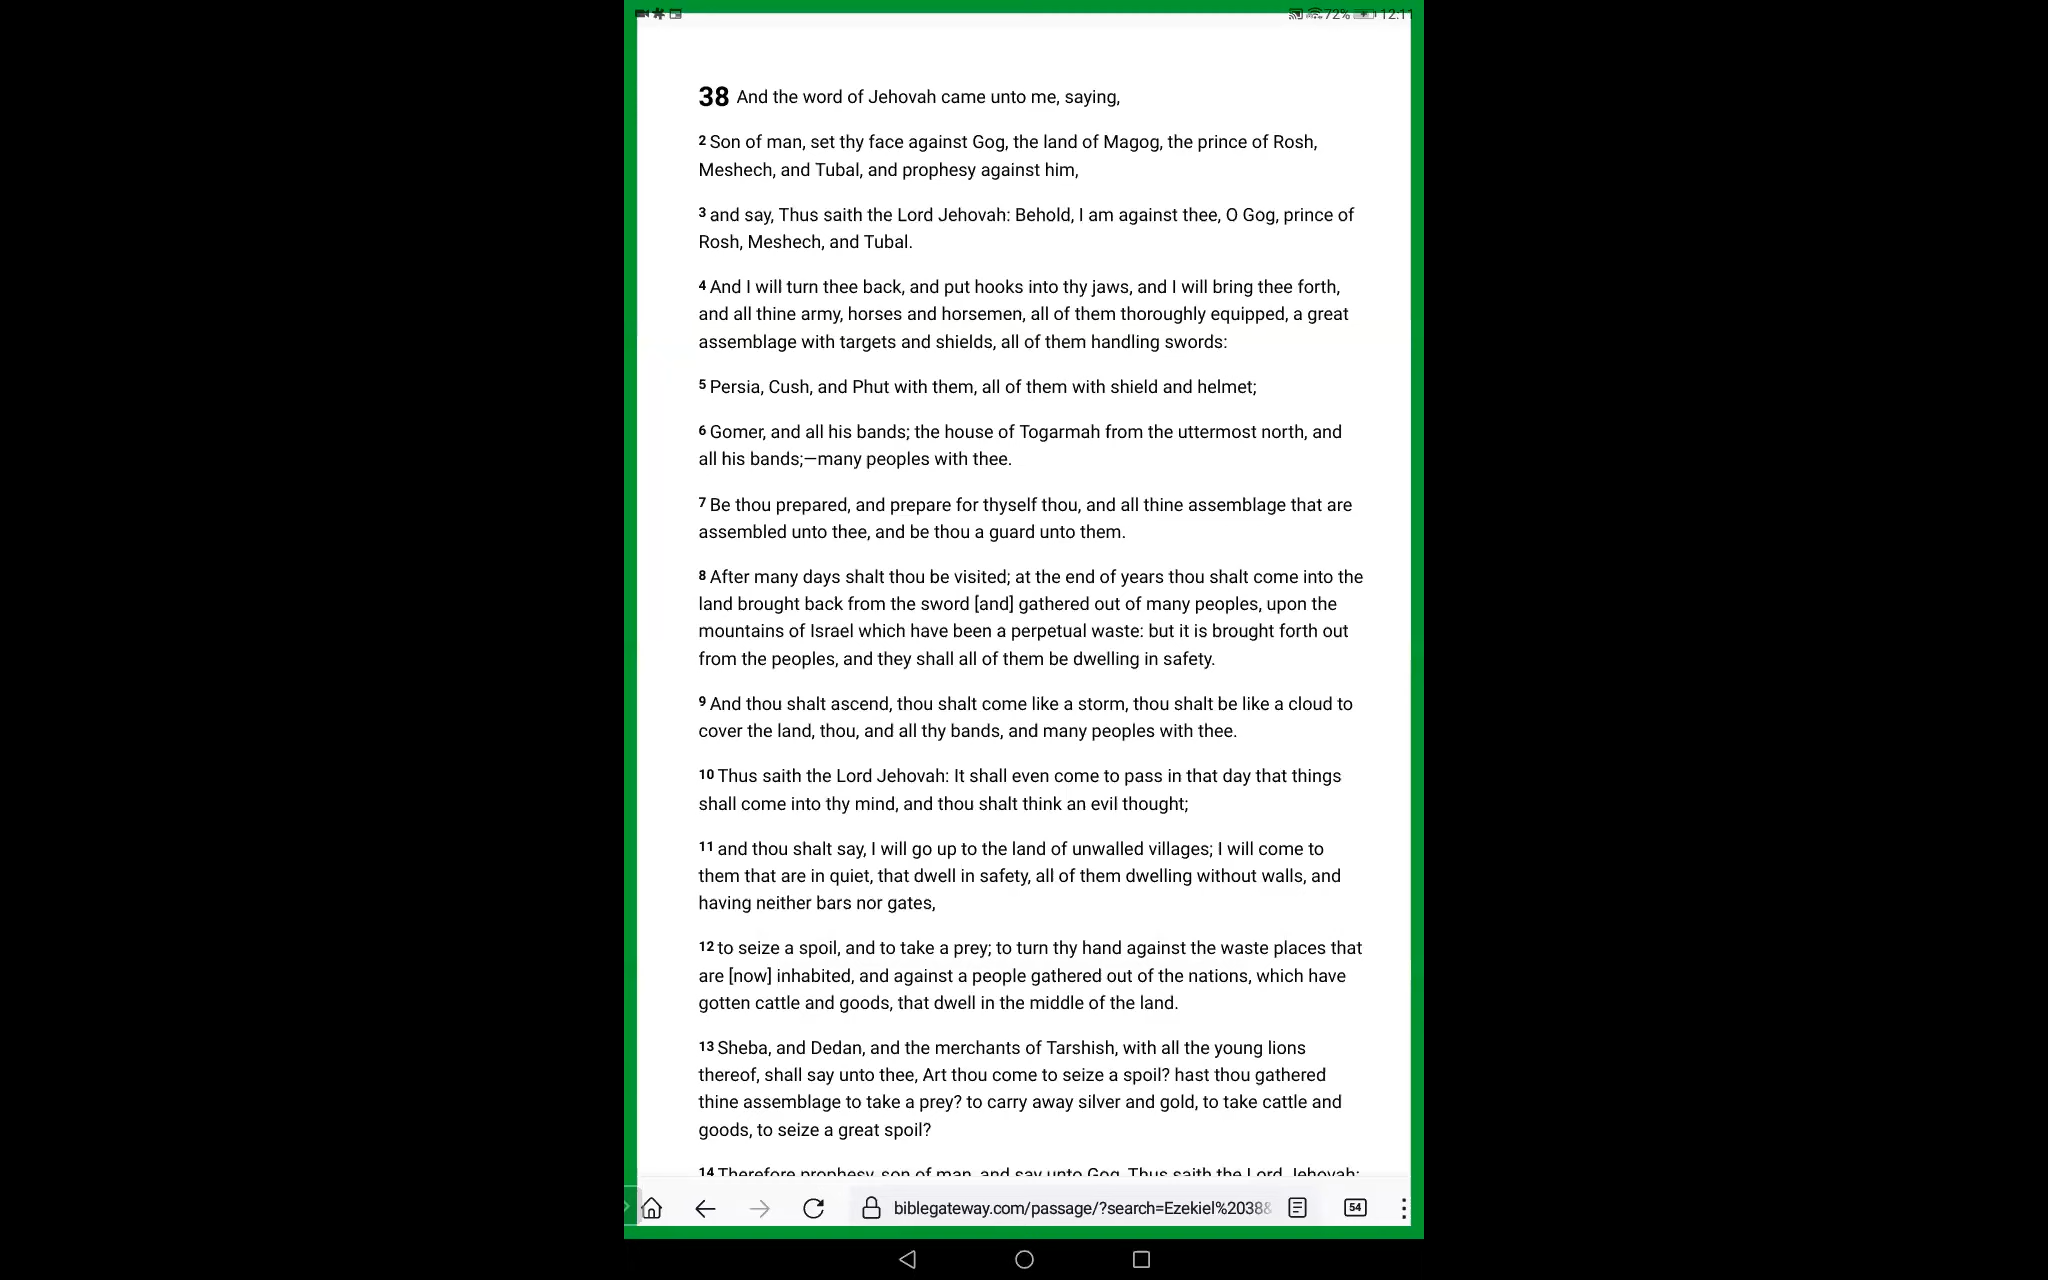 72% 12:11
38 And the word of Jehovah came unto me, saying,
2 Son of man, set thy face against Gog, the land of Magog, the prince of Rosh,
Meshech, and Tubal, and prophesy against him,
3 and say, Thus saith the Lord Jehovah: Behold, I am against thee, O Gog, prince of
Rosh, Meshech, and Tubal.
4 And I will turn thee back, and put hooks into thy jaws, and I will bring thee forth,
and all thine army, horses and horsemen, all of them thoroughly equipped, a great
assemblage with targets and shields, all of them handling swords:
5 Persia, Cush, and Phut with them, all of them with shield and helmet;
6 Gomer, and all his bands; the house of Togarmah from the uttermost north, and
all his bands;—many peoples with thee.
7 Be thou prepared, and prepare for thyself thou, and all thine assemblage that are
assembled unto thee, and be thou a guard unto them.
8 After many days shalt thou be visited; at the end of years thou shalt come into the
land brought back from the sword [and] gathered out of many peoples, upon the
mountains of Israel which have been a perpetual waste: but it is brought forth out
from the peoples, and they shall all of them be dwelling in safety.
9 And thou shalt ascend, thou shalt come like a storm, thou shalt be like a cloud to
cover the land, thou, and all thy bands, and many peoples with thee.
10 Thus saith the Lord Jehovah: It shall even come to pass in that day that things
shall come into thy mind, and thou shalt think an evil thought;
11 and thou shalt say, I will go up to the land of unwalled villages; I will come to
them that are in quiet, that dwell in safety, all of them dwelling without walls, and
having neither bars nor gates,
12 to seize a spoil, and to take a prey; to turn thy hand against the waste places that
are [now] inhabited, and against a people gathered out of the nations, which have
gotten cattle and goods, that dwell in the middle of the land.
13 Sheba, and Dedan, and the merchants of Tarshish, with all the young lions
thereof, shall say unto thee, Art thou come to seize a spoil? hast thou gathered
thine assemblage to take a prey? to carry away silver and gold, to take cattle and
goods, to seize a great spoil?
14 Therefore prophesy, son of man, and say unto Gog, Thus saith the Lord Jehovah:
biblegateway.com/passage/?search=Ezekiel%2038&
54